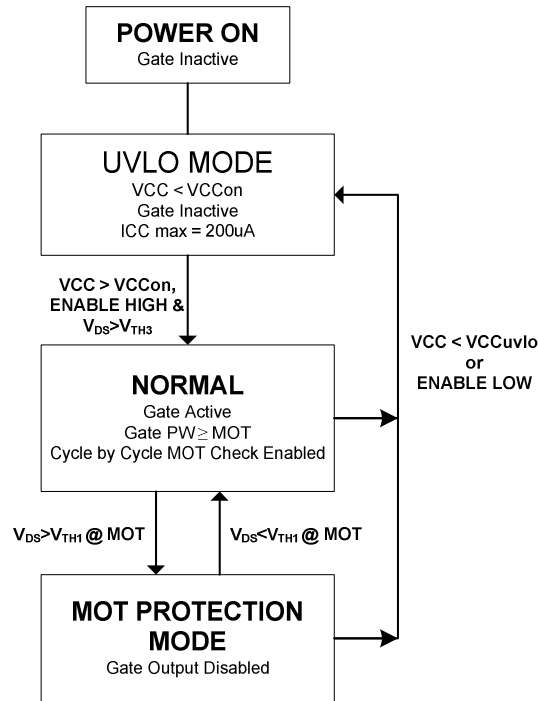 POWER ON
Gate Inactive
UVLO MODE
VCC < VCCon
Gate Inactive
ICC max = 200uA
VCC > VCCon,
ENABLE HIGH &
VDS>VTH3
VCC < VCCuvlo
or
ENABLE LOW
NORMAL
Gate Active
Gate PW ≥ MOT
Cycle by Cycle MOT Check Enabled
VDS>VTH1 @ MOT
VDS<VTH1 @ MOT
MOT PROTECTION
MODE
Gate Output Disabled